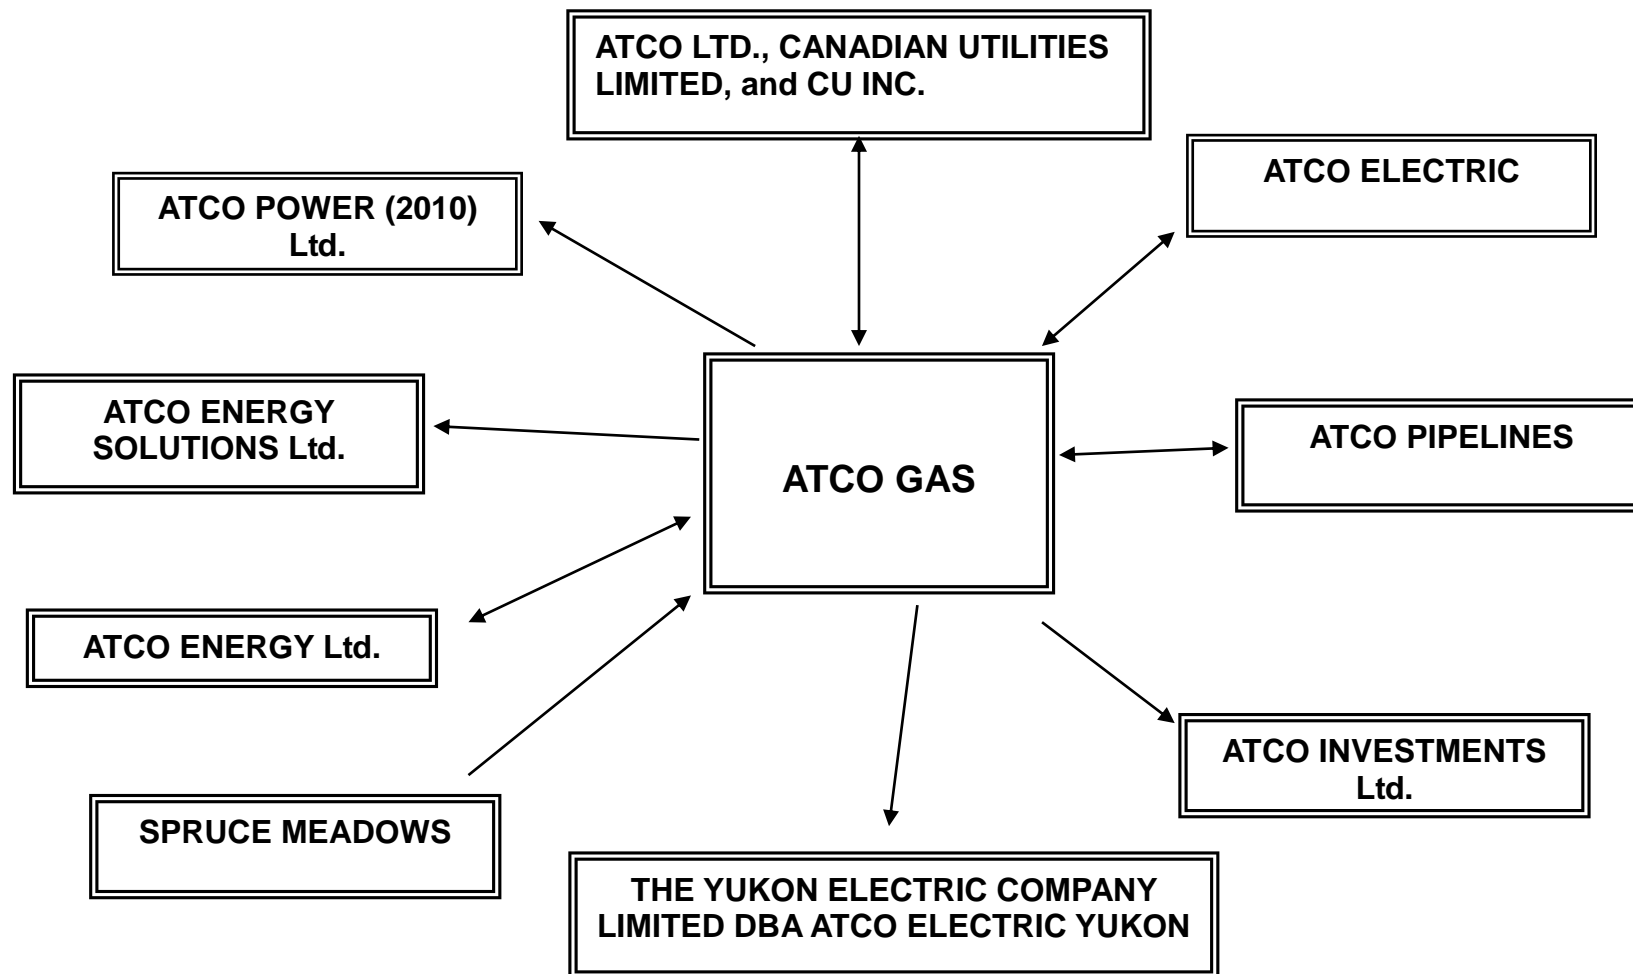 ATCO LTD., CANADIAN UTILITIES
LIMITED, and CU INC.
ATCO ELECTRIC
ATCO POWER (2010)
Ltd.
ATCO ENERGY
SOLUTIONS Ltd.
ATCO GAS
ATCO PIPELINES
ATCO ENERGY Ltd.
ATCO INVESTMENTS
Ltd.
SPRUCE MEADOWS
THE YUKON ELECTRIC COMPANY
LIMITED DBA ATCO ELECTRIC YUKON